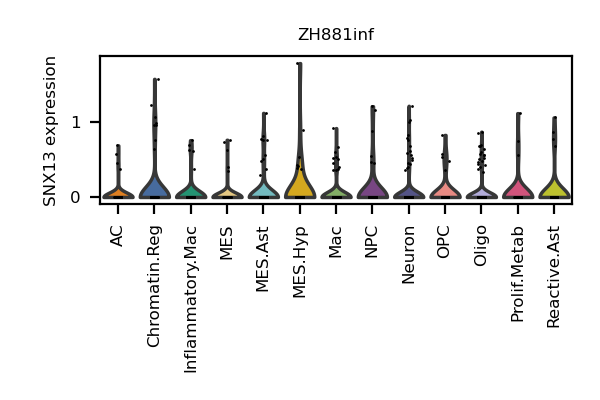 ZH881inf
SNX13 expression
1
0
AC
Chromatin.Reg
Inflammatory.Mac
MES
MES.Ast
MES.Hyp
Mac
NPC
Neuron
OPC
Oligo
Prolif.Metab
Reactive.Ast